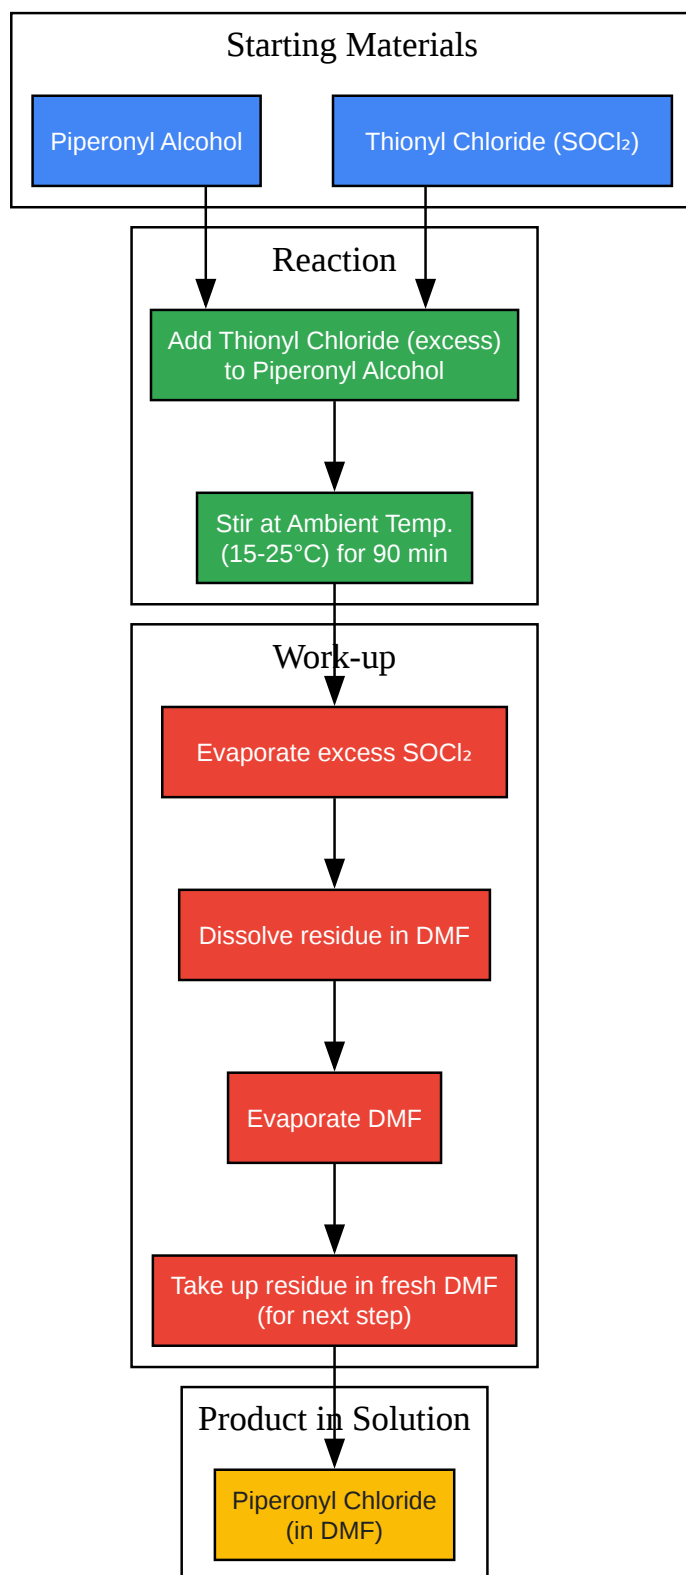 Starting Materials
Piperonyl Alcohol
Thionyl Chloride (SOCl₂)
Reaction
Add Thionyl Chloride (excess)
to Piperonyl Alcohol
Stir at Ambient Temp.
(15-25°C) for 90 min
Work-up
Evaporate excess SOCl₂
Dissolve residue in DMF
Evaporate DMF
Take up residue in fresh DMF
(for next step)
Product in Solution
Piperonyl Chloride
(in DMF)